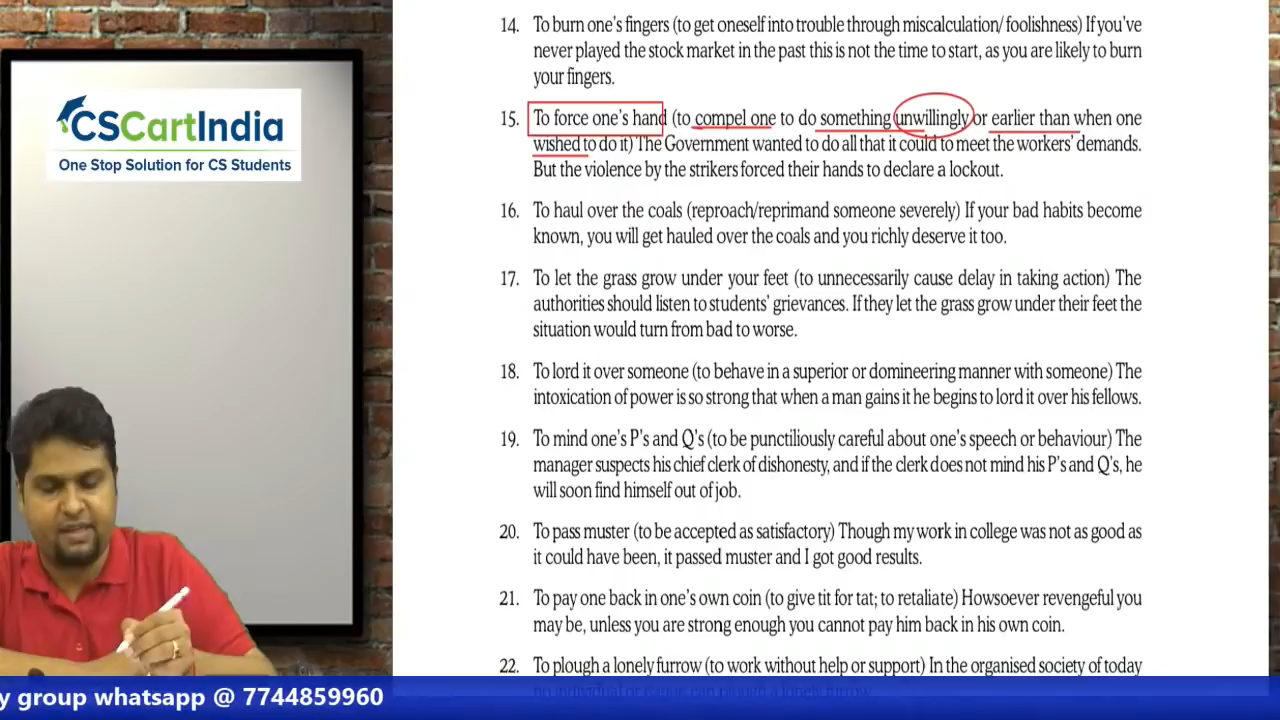 CSCartIndia
One Stop Solution for CS Students
14. To burn one's fingers (to get oneself into trouble through miscalculation/ foolishness) If you've
never played the stock market in the past this is not the time to start, as you are likely to burn
your fingers.
15. To force one's hand (to compel one to do something unwillingly or earlier than when one
wished to do it) The Government wanted to do all that it could to meet the workers' demands.
But the violence by the strikers forced their hands to declare a lockout.
16. To haul over the coals (reproach/reprimand someone severely) If your bad habits become
known, you will get hauled over the coals and you richly deserve it too.
17. To let the grass grow under your feet (to unnecessarily cause delay in taking action) The
authorities should listen to students' grievances. If they let the grass grow under their feet the
situation would turn from bad to worse.
18. To lord it over someone (to behave in a superior or domineering manner with someone) The
intoxication of power is so strong that when a man gains it he begins to lord it over his fellows.
19. To mind one's P's and Q's (to be punctiliously careful about one's speech or behaviour) The
manager suspects his chief clerk of dishonesty, and if the clerk does not mind his P's and Q's, he
will soon find himself out of job.
20. To pass muster (to be accepted as satisfactory) Though my work in college was not as good as
it could have been, it passed muster and I got good results.
21. To pay one back in one's own coin (to give tit for tat; to retaliate) Howsoever revengeful you
may be, unless you are strong enough you cannot pay him back in his own coin.
22. To plough a lonely furrow (to work without help or support) In the organised society of today
y group whatsapp @ 7744859960